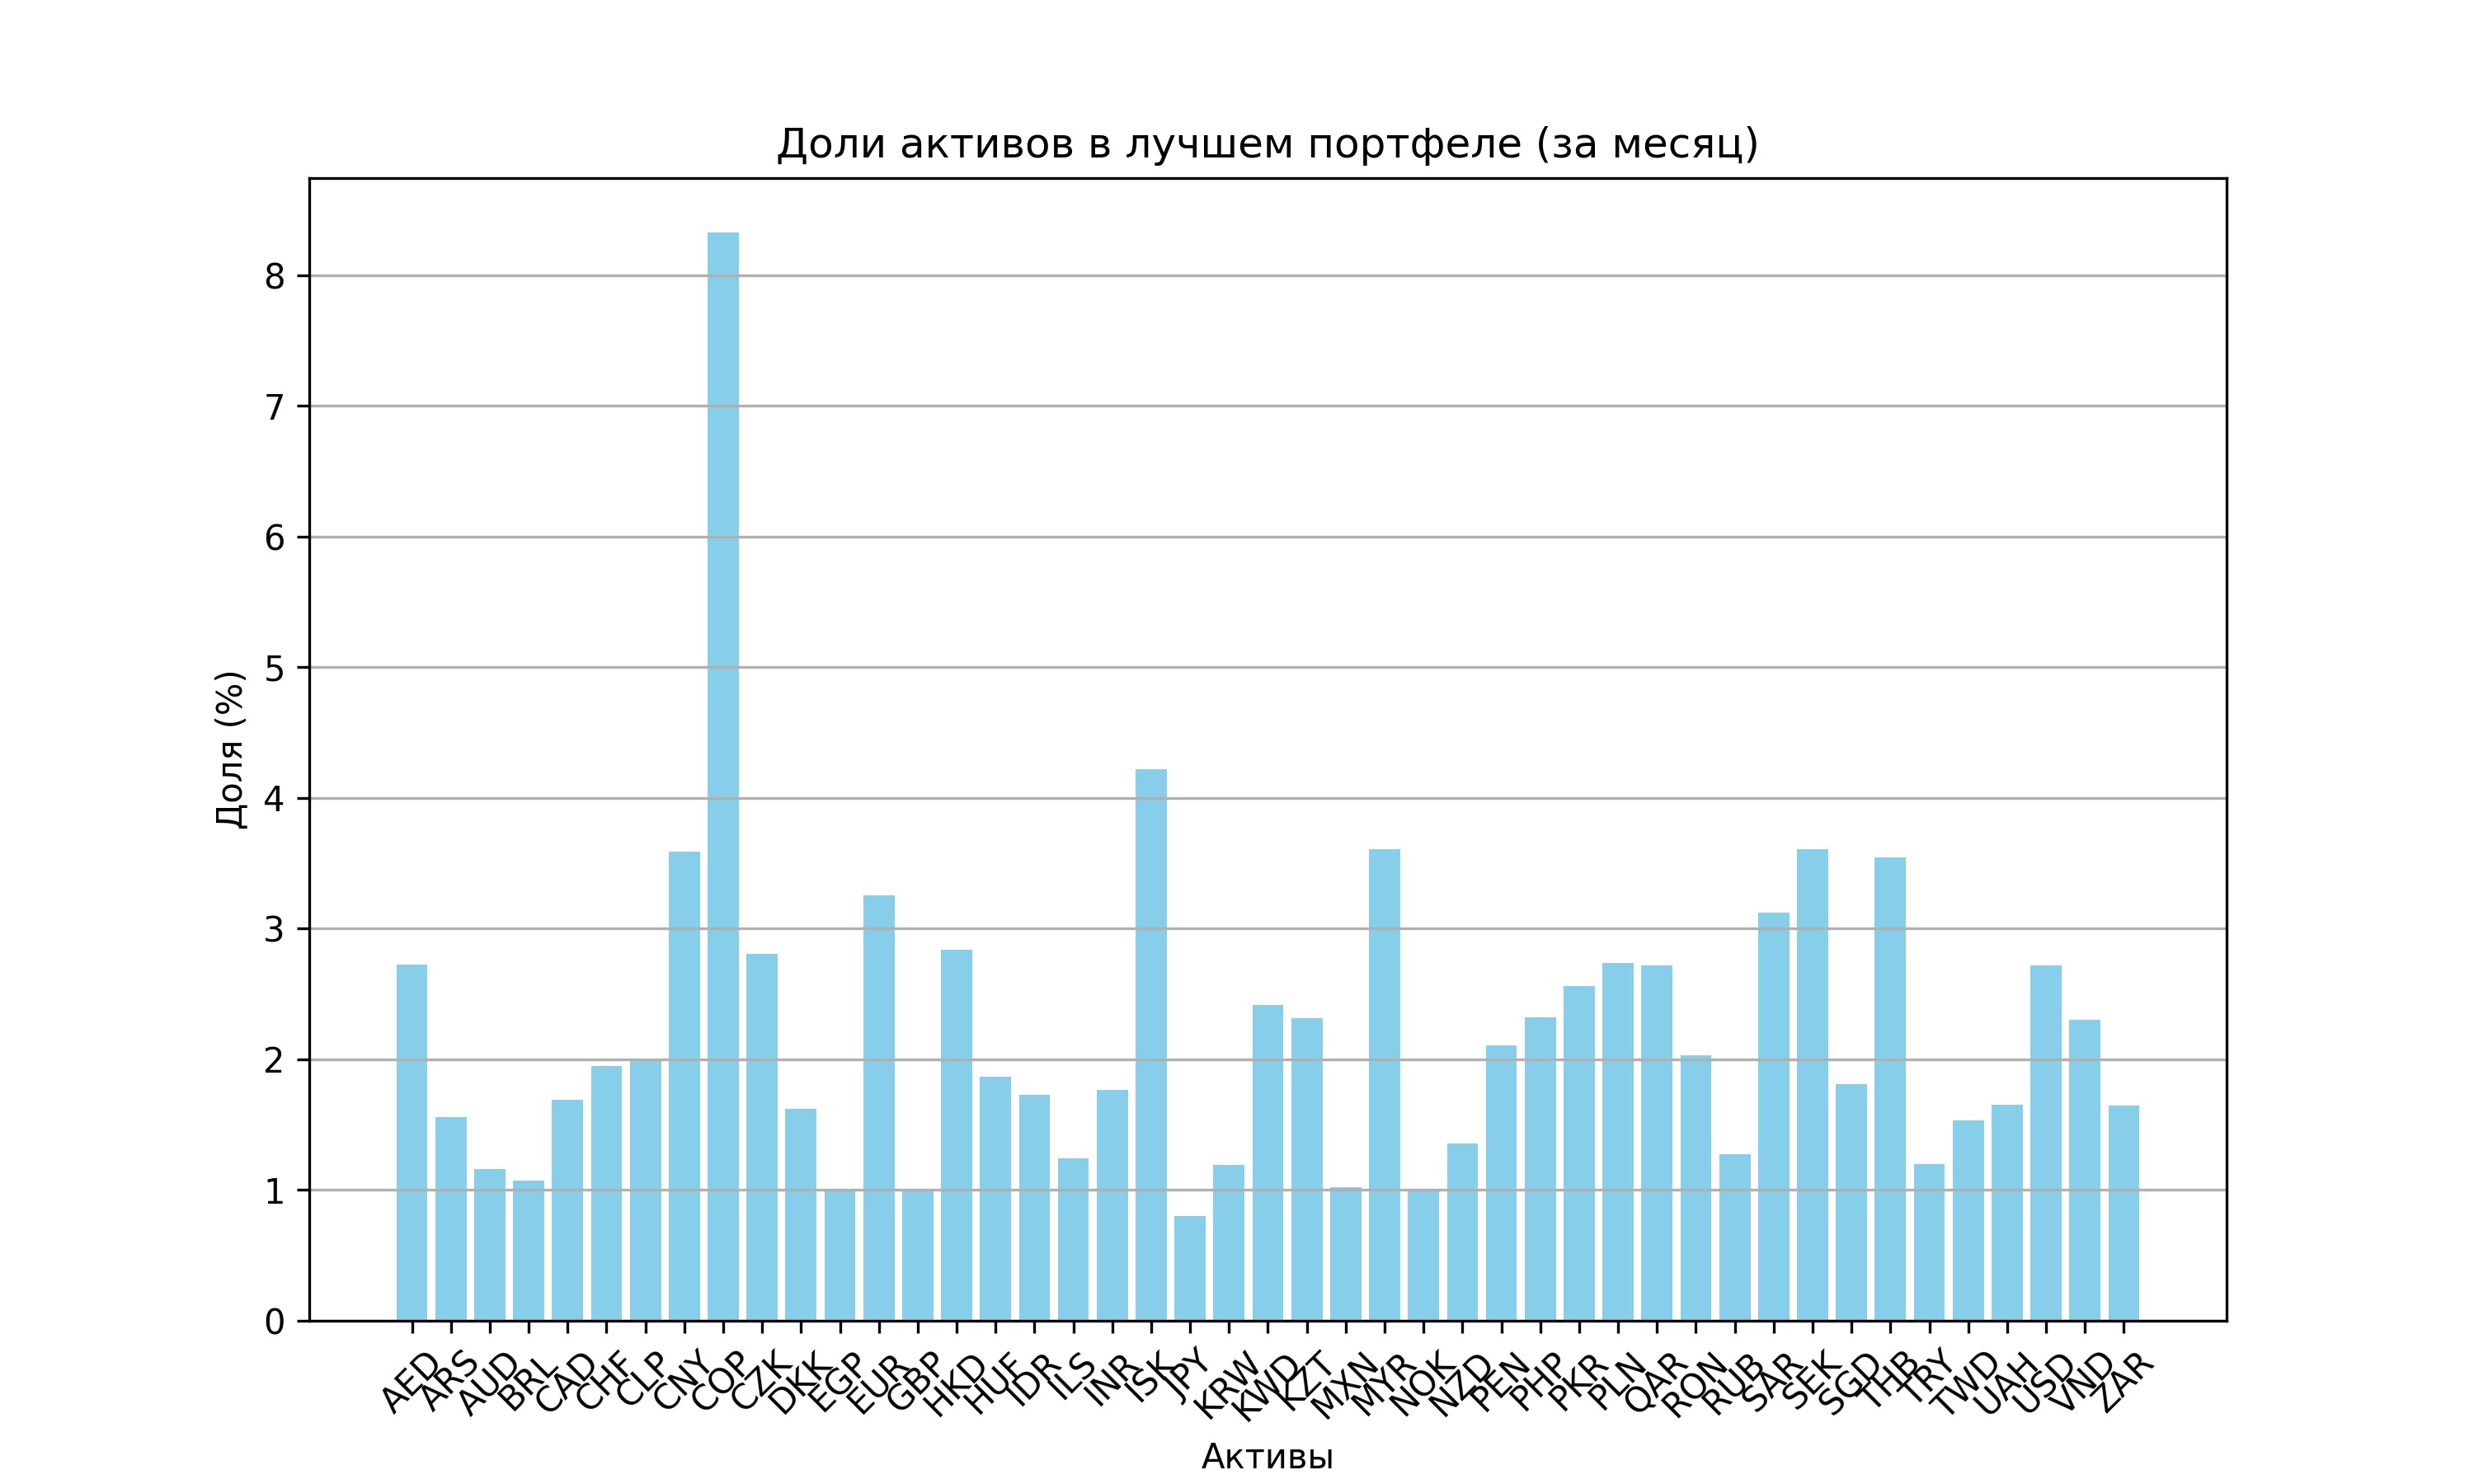 Доли активов в лучшем портфеле (за месяц)
Доля (%)
8
7
6
5
4
3
2
1
0
AED ARS AUD BRL CAD CHF CLP CNY COP CZK DKK EGP EUR GBP HKD HUF IDR ILS INR ISK JPY KRW KWD KZT MXN MYR NOK NZD PEN PHP PKR PLN QAR RON RUB SAR SEK SGD THB TRY TWD UAH USD VND ZAR
Активы